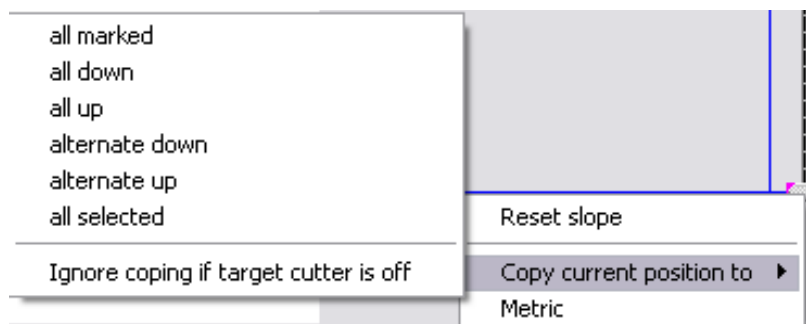 all marked
all down
all up
alternate down
alternate up
all selected
Ignore coping if target cutter is off
Reset slope
Copy current position to
Metric